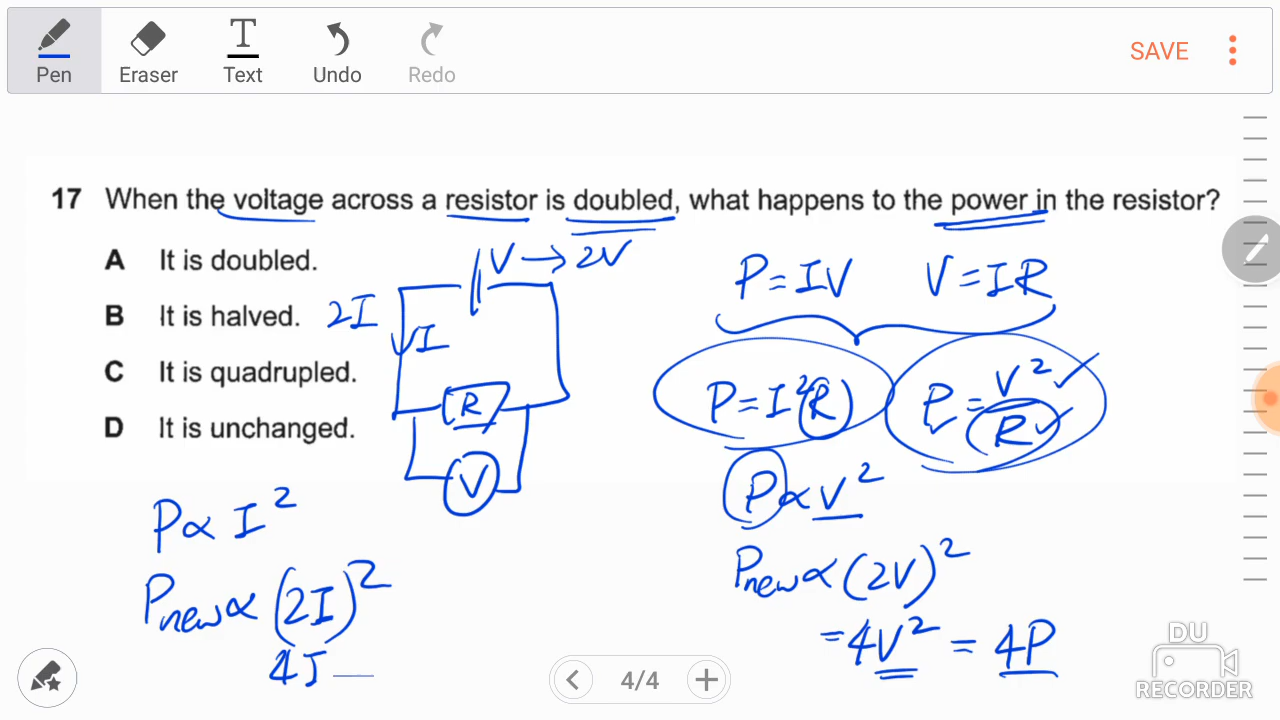 Pen
Eraser
T
Text
Undo
Redo
SAVE
17 When the voltage across a resistor is doubled, what happens to the power in the resistor?
A It is doubled.
B It is halved.
C It is quadrupled.
D It is unchanged.
V → 2V
2I
I
R
V
P = IV V = IR
P = I²(R) P = V²/R
P ∝ V²
Pnew ∝ (2V)²
= 4V² = 4P
P ∝ I²
Pnew ∝ (2I)²
4I
4/4
DU
RECORDER